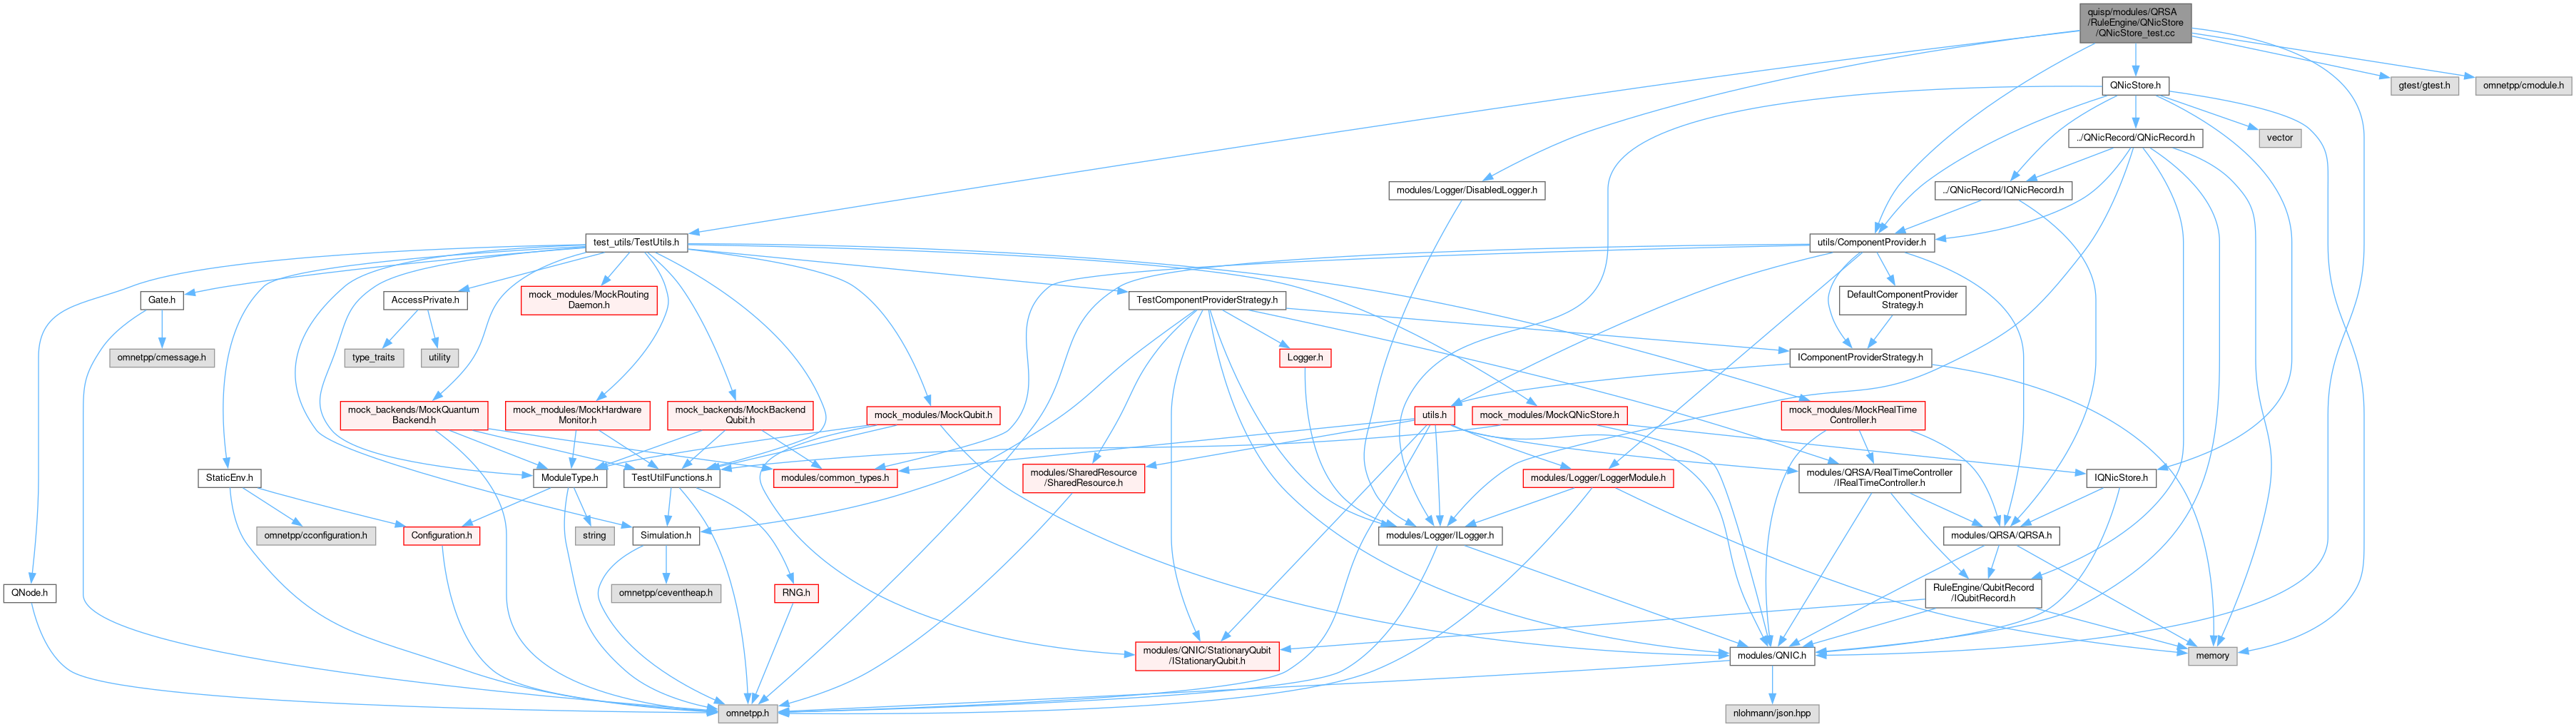 quisp/modules/QRSA
/RuleEngine/QNicStore
/QNicStore_test.cc
QNicStore.h
gtest/gtest.h
omnetpp/cmodule.h
../QNicRecord/QNicRecord.h
vector
modules/Logger/DisabledLogger.h
../QNicRecord/IQNicRecord.h
test_utils/TestUtils.h
utils/ComponentProvider.h
Gate.h
AccessPrivate.h
mock_modules/MockRouting
Daemon.h
TestComponentProviderStrategy.h
DefaultComponentProvider
Strategy.h
omnetpp/cmessage.h
type_traits
utility
Logger.h
IComponentProviderStrategy.h
mock_backends/MockQuantum
Backend.h
mock_modules/MockHardware
Monitor.h
mock_backends/MockBackend
Qubit.h
mock_modules/MockQubit.h
utils.h
mock_modules/MockQNicStore.h
mock_modules/MockRealTime
Controller.h
StaticEnv.h
ModuleType.h
TestUtilFunctions.h
modules/common_types.h
modules/SharedResource
/SharedResource.h
modules/Logger/LoggerModule.h
modules/QRSA/RealTimeController
/IRealTimeController.h
IQNicStore.h
omnetpp/cconfiguration.h
Configuration.h
string
Simulation.h
modules/Logger/ILogger.h
modules/QRSA/QRSA.h
QNode.h
omnetpp/ceventheap.h
RNG.h
RuleEngine/QubitRecord
/IQubitRecord.h
modules/QNIC/StationaryQubit
/IStationaryQubit.h
modules/QNIC.h
memory
omnetpp.h
nlohmann/json.hpp